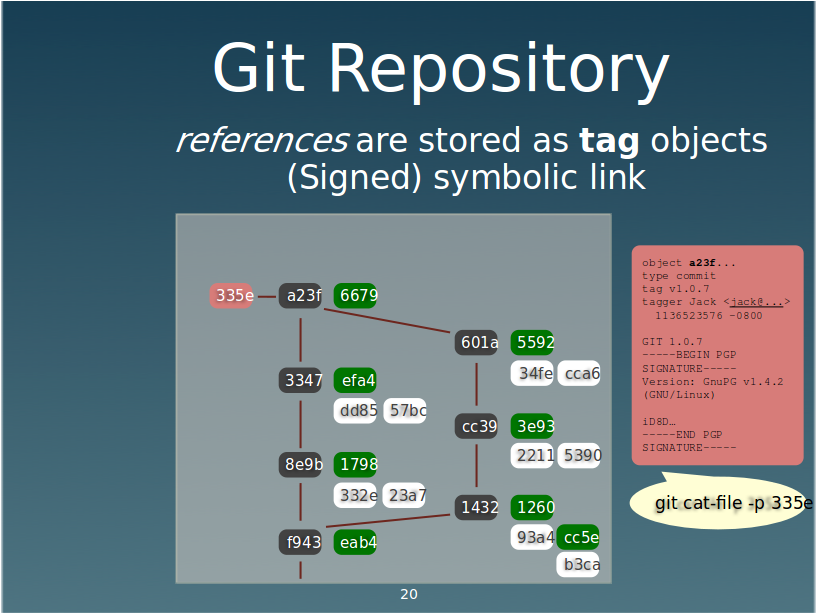 Git Repository
references are stored as tag objects
(Signed) symbolic link
335e a23f 6679
601a 5592
34fe cca6
3347 efa4
dd85 57bc
cc39 3e93
2211 5390
8e9b 1798
332e 23a7
1432 1260
93a4 cc5e
f943 eab4
b3ca
object a23f...
type commit
tag v1.0.7
tagger Jack <jack@...>
1136523576 -0800
GIT 1.0.7
-----BEGIN PGP
SIGNATURE-----
Version: GnuPG v1.4.2
(GNU/Linux)
iD8D…
-----END PGP
SIGNATURE-----
git cat-file -p 335e
20